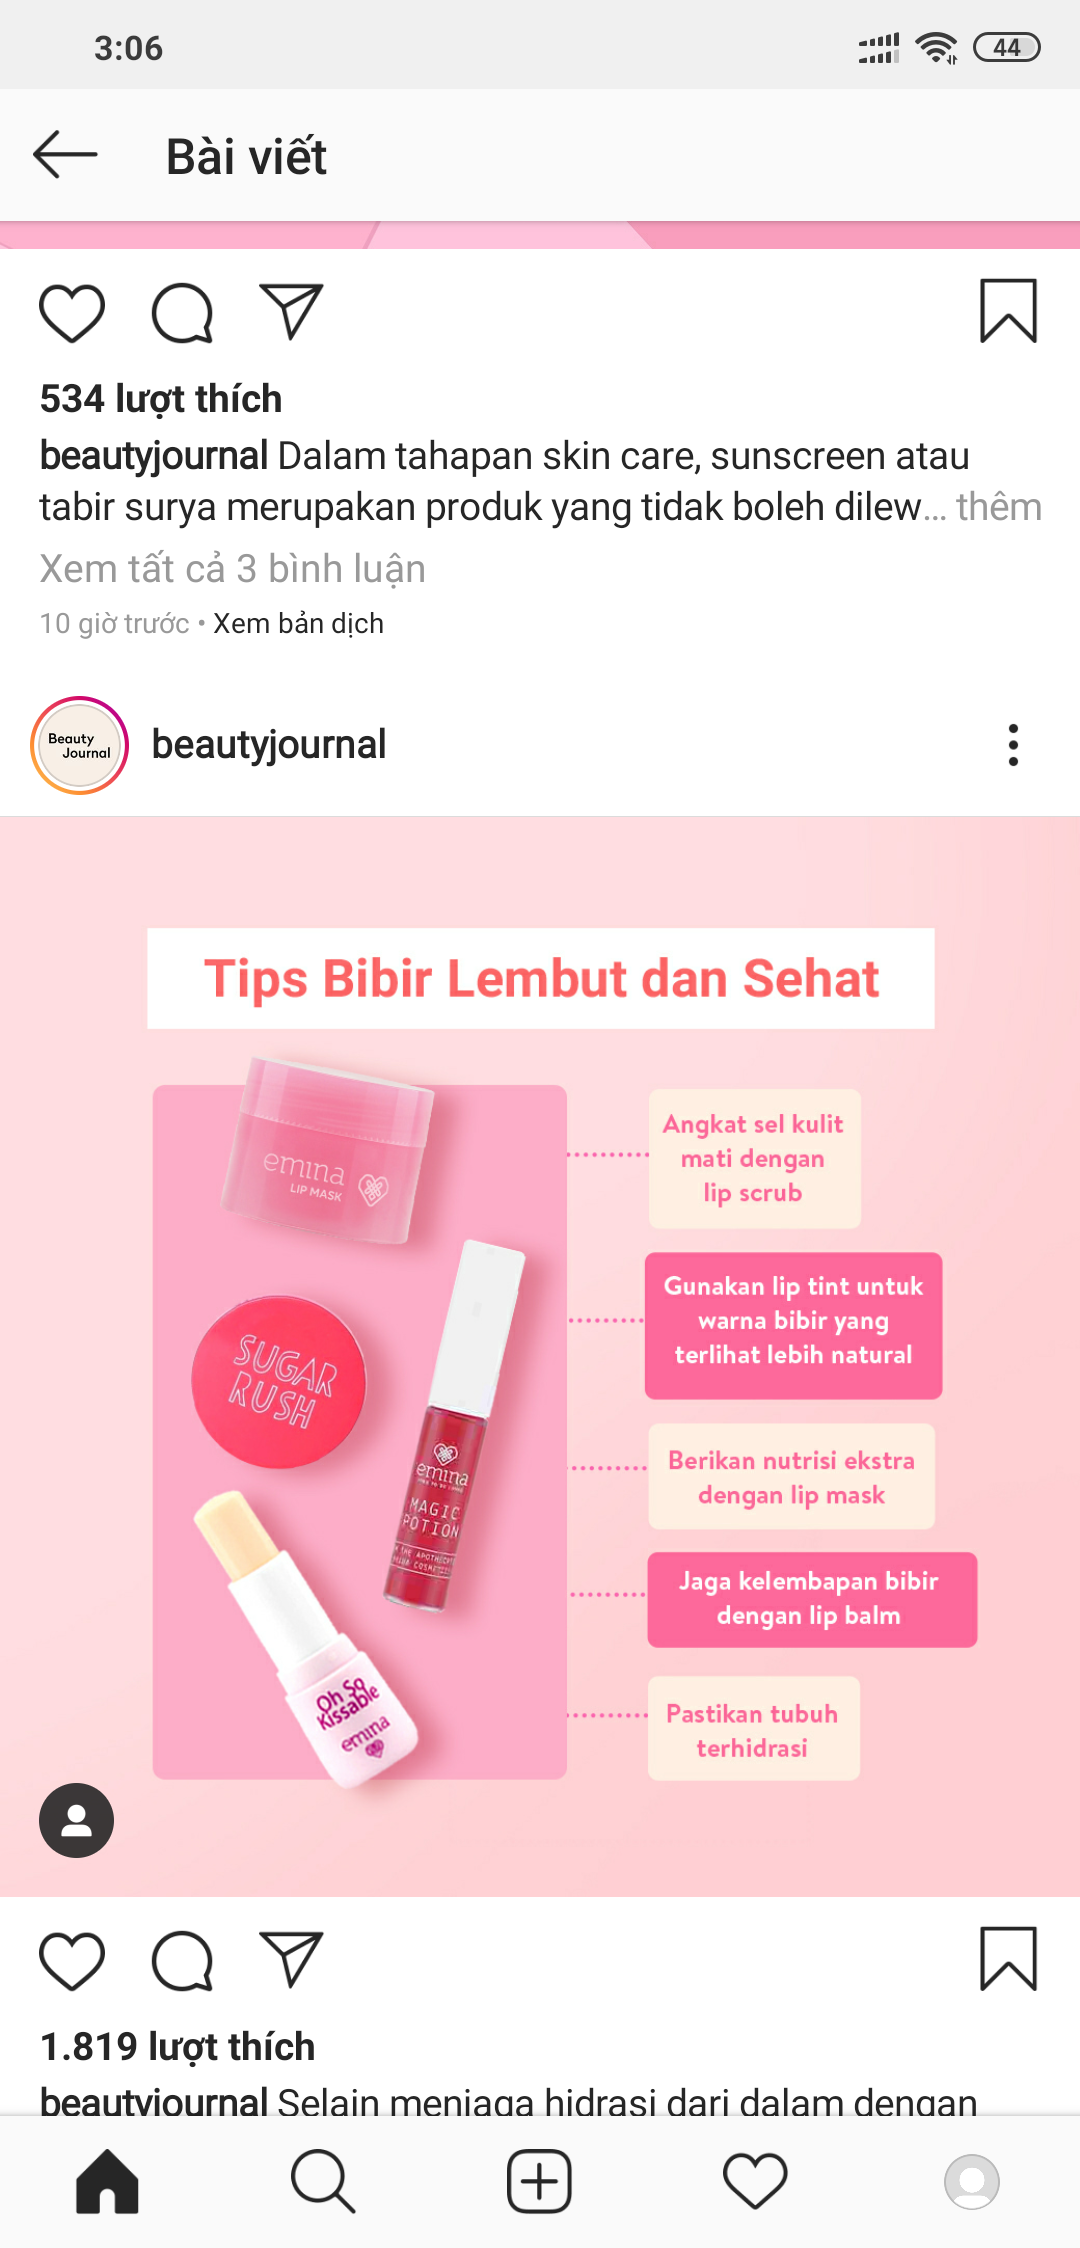 3:06
44
Bài viết
534 lượt thích
beautyjournal Dalam tahapan skin care, sunscreen atau
tabir surya merupakan produk yang tidak boleh dilew... thêm
Xem tất cả 3 bình luận
10 giờ trước • Xem bản dịch
Beauty
Journal
beautyjournal
Tips Bibir Lembut dan Sehat
emina
LIP MASK
SUGAR
RUSH
emina
MAGIC
POTION
Oh So
Kissable
emina
Angkat sel kulit
mati dengan
lip scrub
Gunakan lip tint untuk
warna bibir yang
terlihat lebih natural
Berikan nutrisi ekstra
dengan lip mask
Jaga kelembapan bibir
dengan lip balm
Pastikan tubuh
terhidrasi
1.819 lượt thích
beautyjournal Selain menjaga hidrasi dari dalam dengan